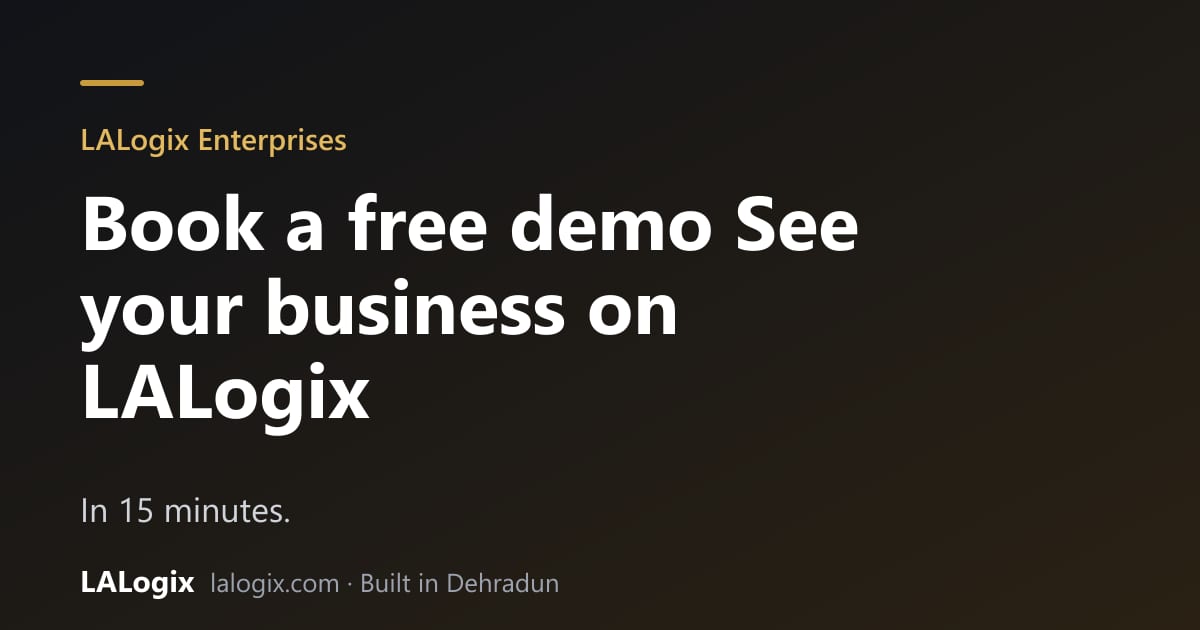 LALogix Enterprises
Book a free demo See
your business on
LALogix
In 15 minutes.
LALogix lalogix.com · Built in Dehradun